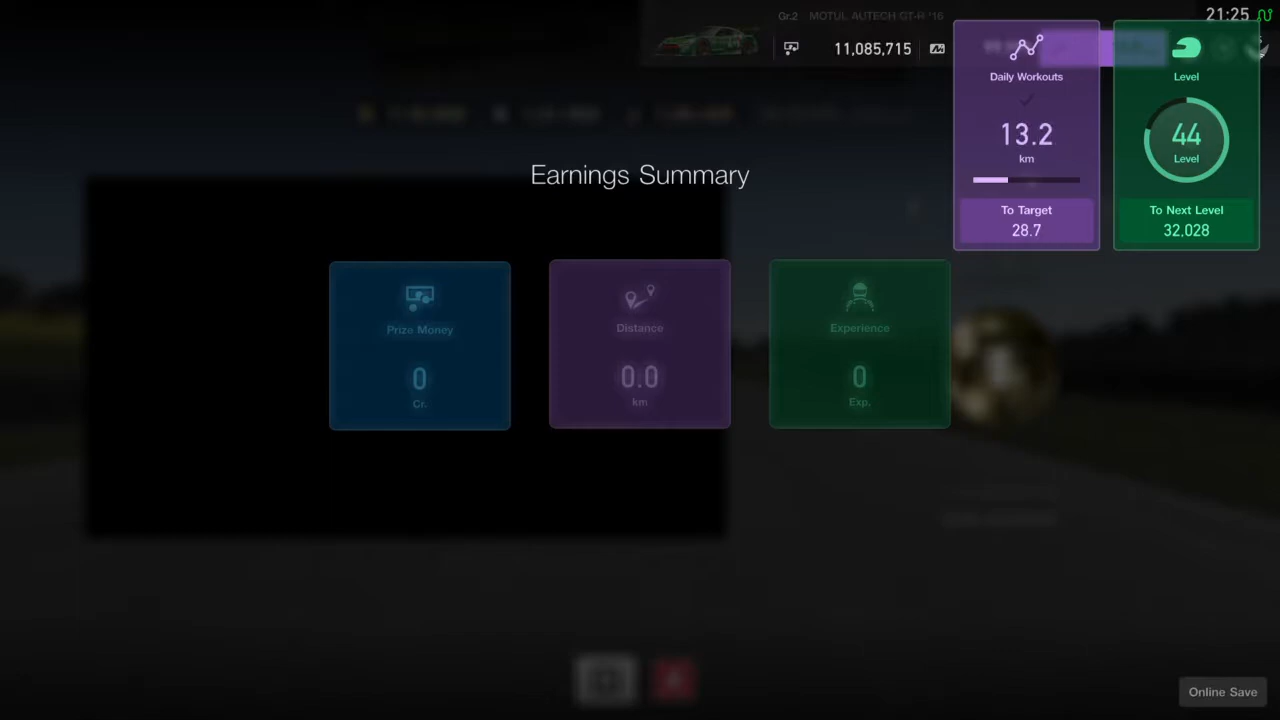 Gr.2 MOTUL AUTECH GT-R '16
21:25
11,085,715
Daily Workouts
13.2
km
To Target
28.7
Level
44
Level
To Next Level
32,028
Earnings Summary
Prize Money
0
Cr.
Distance
0.0
km
Experience
0
Exp.
Online Save